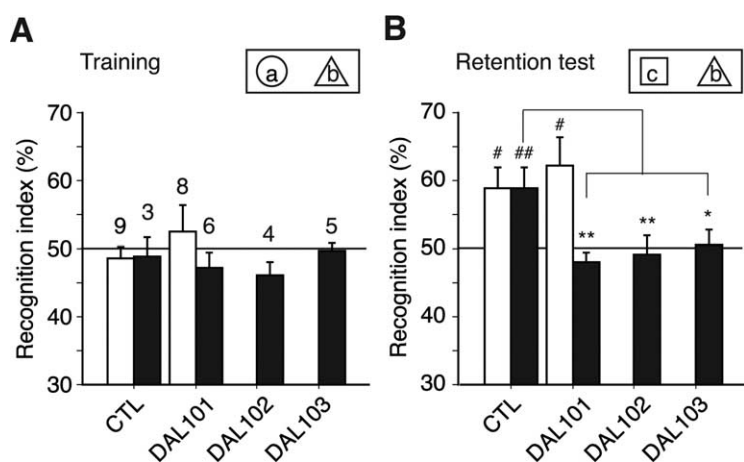 A
Training
a b
Recognition index (%)
70
60
50
40
30
9 3 8 6 4 5
CTL
DAL101
DAL102
DAL103
B
Retention test
c b
Recognition index (%)
70
60
50
40
30
# ## #
** ** *
CTL
DAL101
DAL102
DAL103